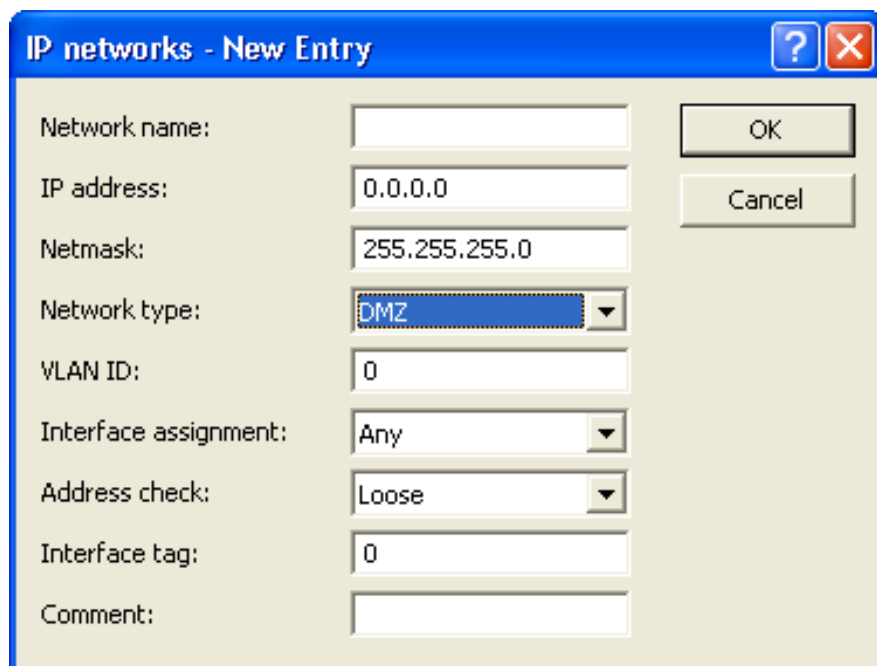 IP networks - New Entry
Network name:
OK
IP address: 0.0.0.0
Cancel
Netmask: 255.255.255.0
Network type: DMZ
VLAN ID: 0
Interface assignment: Any
Address check: Loose
Interface tag: 0
Comment: